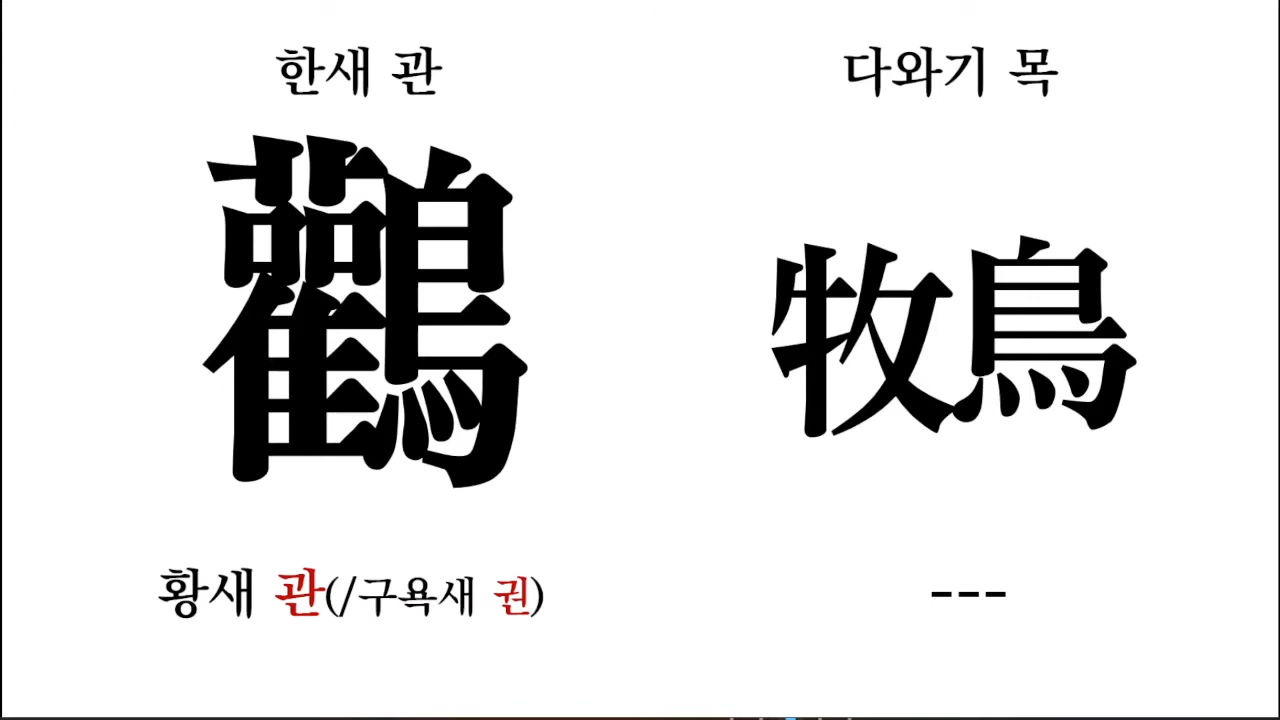 한새 관
다와기 목
鸛
牧鳥
황새 관(/구욕새 권)
---